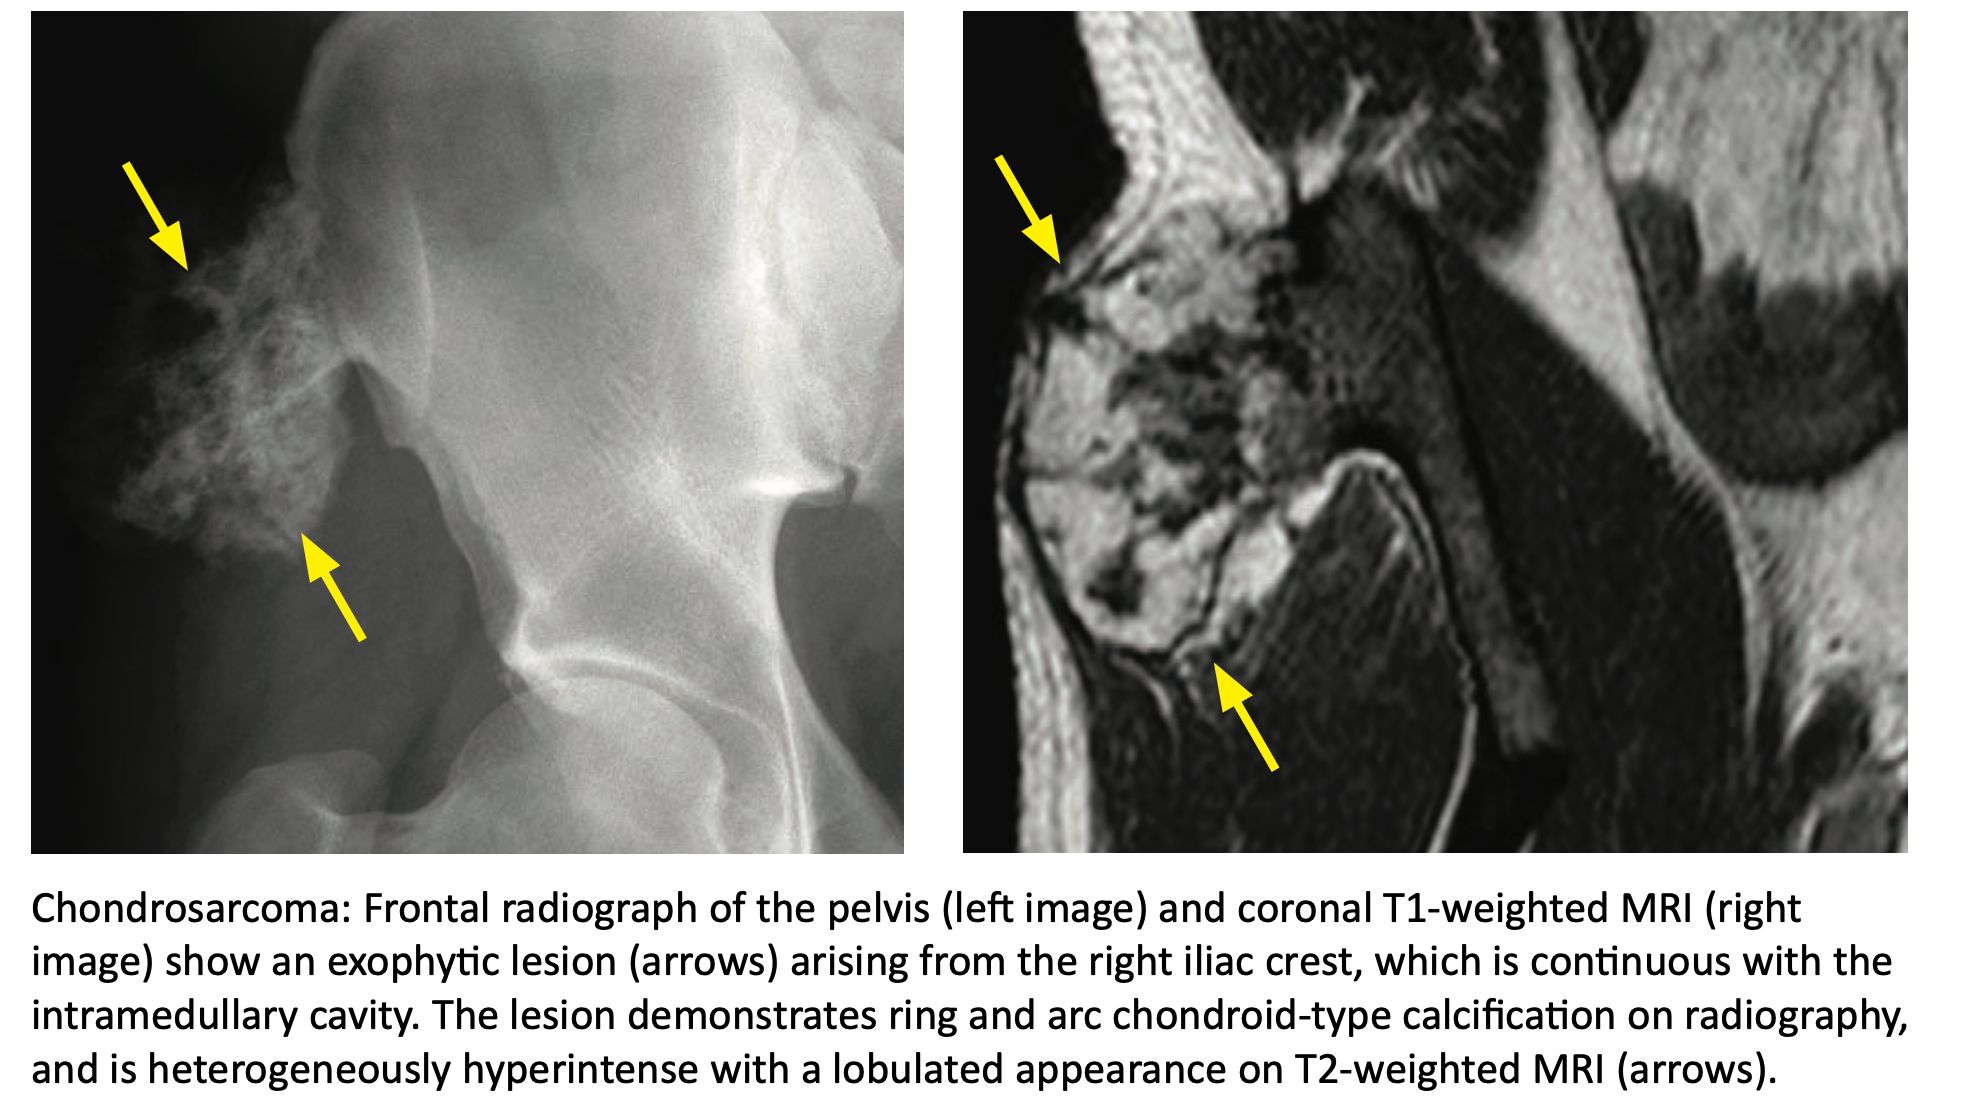 Chondrosarcoma: Frontal radiograph of the pelvis (left image) and coronal T1-weighted MRI (right
image) show an exophytic lesion (arrows) arising from the right iliac crest, which is continuous with the
intramedullary cavity. The lesion demonstrates ring and arc chondroid-type calcification on radiography,
and is heterogeneously hyperintense with a lobulated appearance on T2-weighted MRI (arrows).